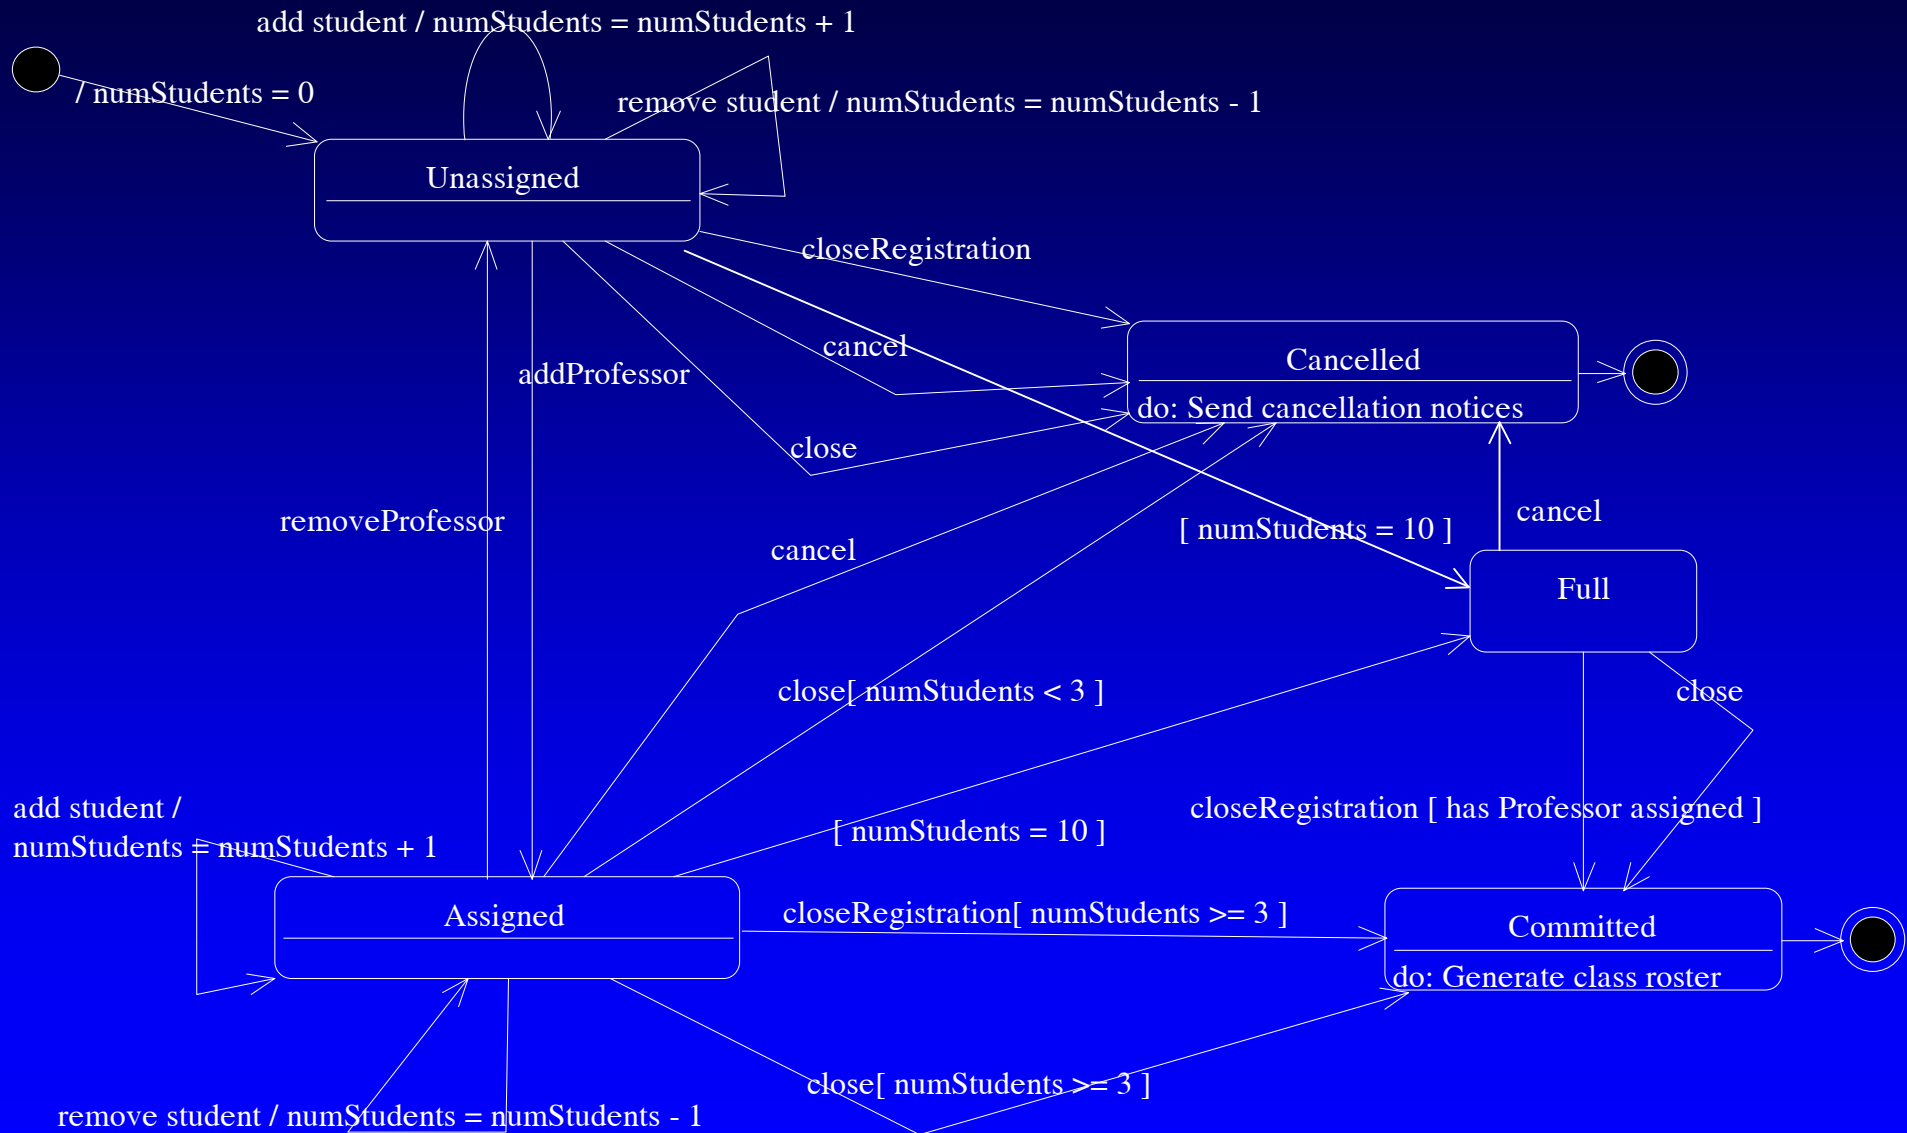 add student / numStudents = numStudents + 1
/ numStudents = 0
remove student / numStudents = numStudents - 1
Unassigned
closeRegistration
cancel
Cancelled
addProfessor
do: Send cancellation notices
close
removeProfessor
cancel
[ numStudents = 10 ]
cancel
Full
close[ numStudents < 3 ]
close
add student /
numStudents = numStudents + 1
[ numStudents = 10 ]
closeRegistration [ has Professor assigned ]
Assigned
closeRegistration[ numStudents >= 3 ]
Committed
do: Generate class roster
close[ numStudents >= 3 ]
remove student / numStudents = numStudents - 1